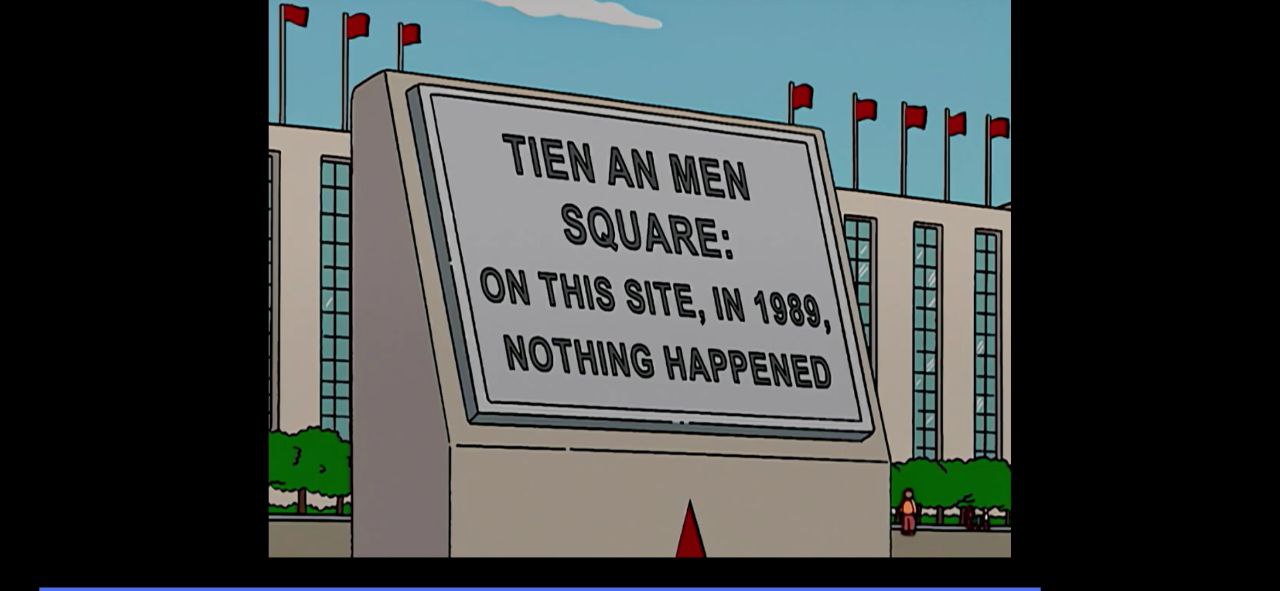 TIEN AN MEN
SQUARE:
ON THIS SITE, IN 1989,
NOTHING HAPPENED